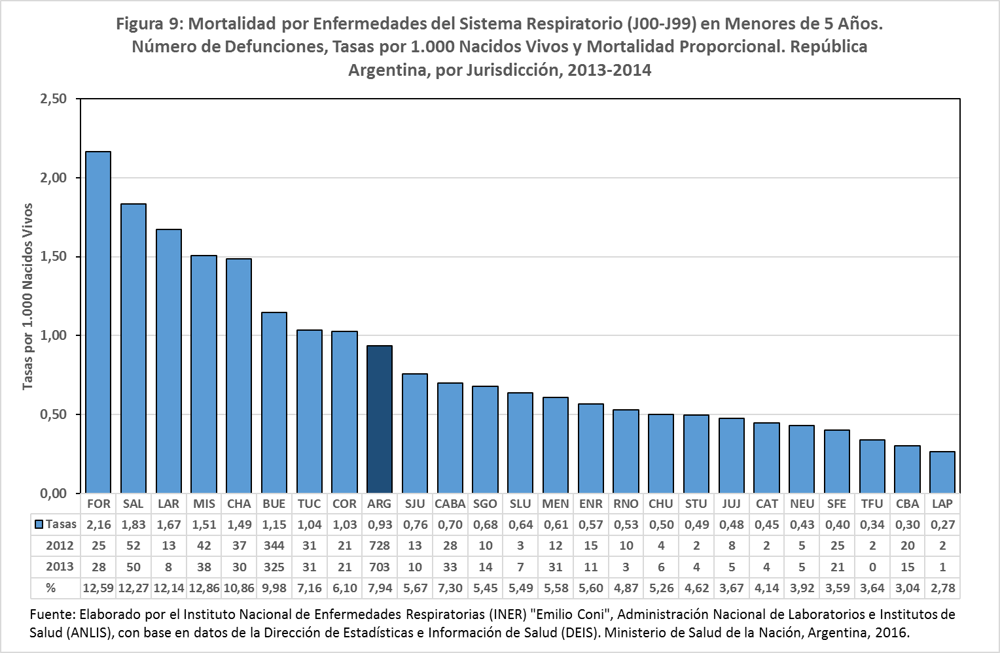 Figura 9: Mortalidad por Enfermedades del Sistema Respiratorio (J00-J99) en Menores de 5 Años.
Número de Defunciones, Tasas por 1.000 Nacidos Vivos y Mortalidad Proporcional. República
Argentina, por Jurisdicción, 2013-2014
Tasas por 1.000 Nacidos Vivos
2,50
2,00
1,50
1,00
0,50
0,00
FOR SAL LAR MIS CHA BUE TUC COR ARG SJU CABA SGO SLU MEN ENR RNO CHU STU JUJ CAT NEU SFE TFU CBA LAP
Tasas 2,16 1,83 1,67 1,51 1,49 1,15 1,04 1,03 0,93 0,76 0,70 0,68 0,64 0,61 0,57 0,53 0,50 0,49 0,48 0,45 0,43 0,40 0,34 0,30 0,27
2012 25 52 13 42 37 344 31 21 728 13 28 10 3 12 15 10 4 2 8 2 5 25 2 20 2
2013 28 50 8 38 30 325 31 21 703 10 33 14 7 31 11 3 6 4 5 4 5 21 0 15 1
% 12,59 12,27 12,14 12,86 10,86 9,98 7,16 6,10 7,94 5,67 7,30 5,45 5,49 5,58 5,60 4,87 5,26 4,62 3,67 4,14 3,92 3,59 3,64 3,04 2,78
Fuente: Elaborado por el Instituto Nacional de Enfermedades Respiratorias (INER) "Emilio Coni", Administración Nacional de Laboratorios e Institutos de
Salud (ANLIS), con base en datos de la Dirección de Estadísticas e Información de Salud (DEIS). Ministerio de Salud de la Nación, Argentina, 2016.